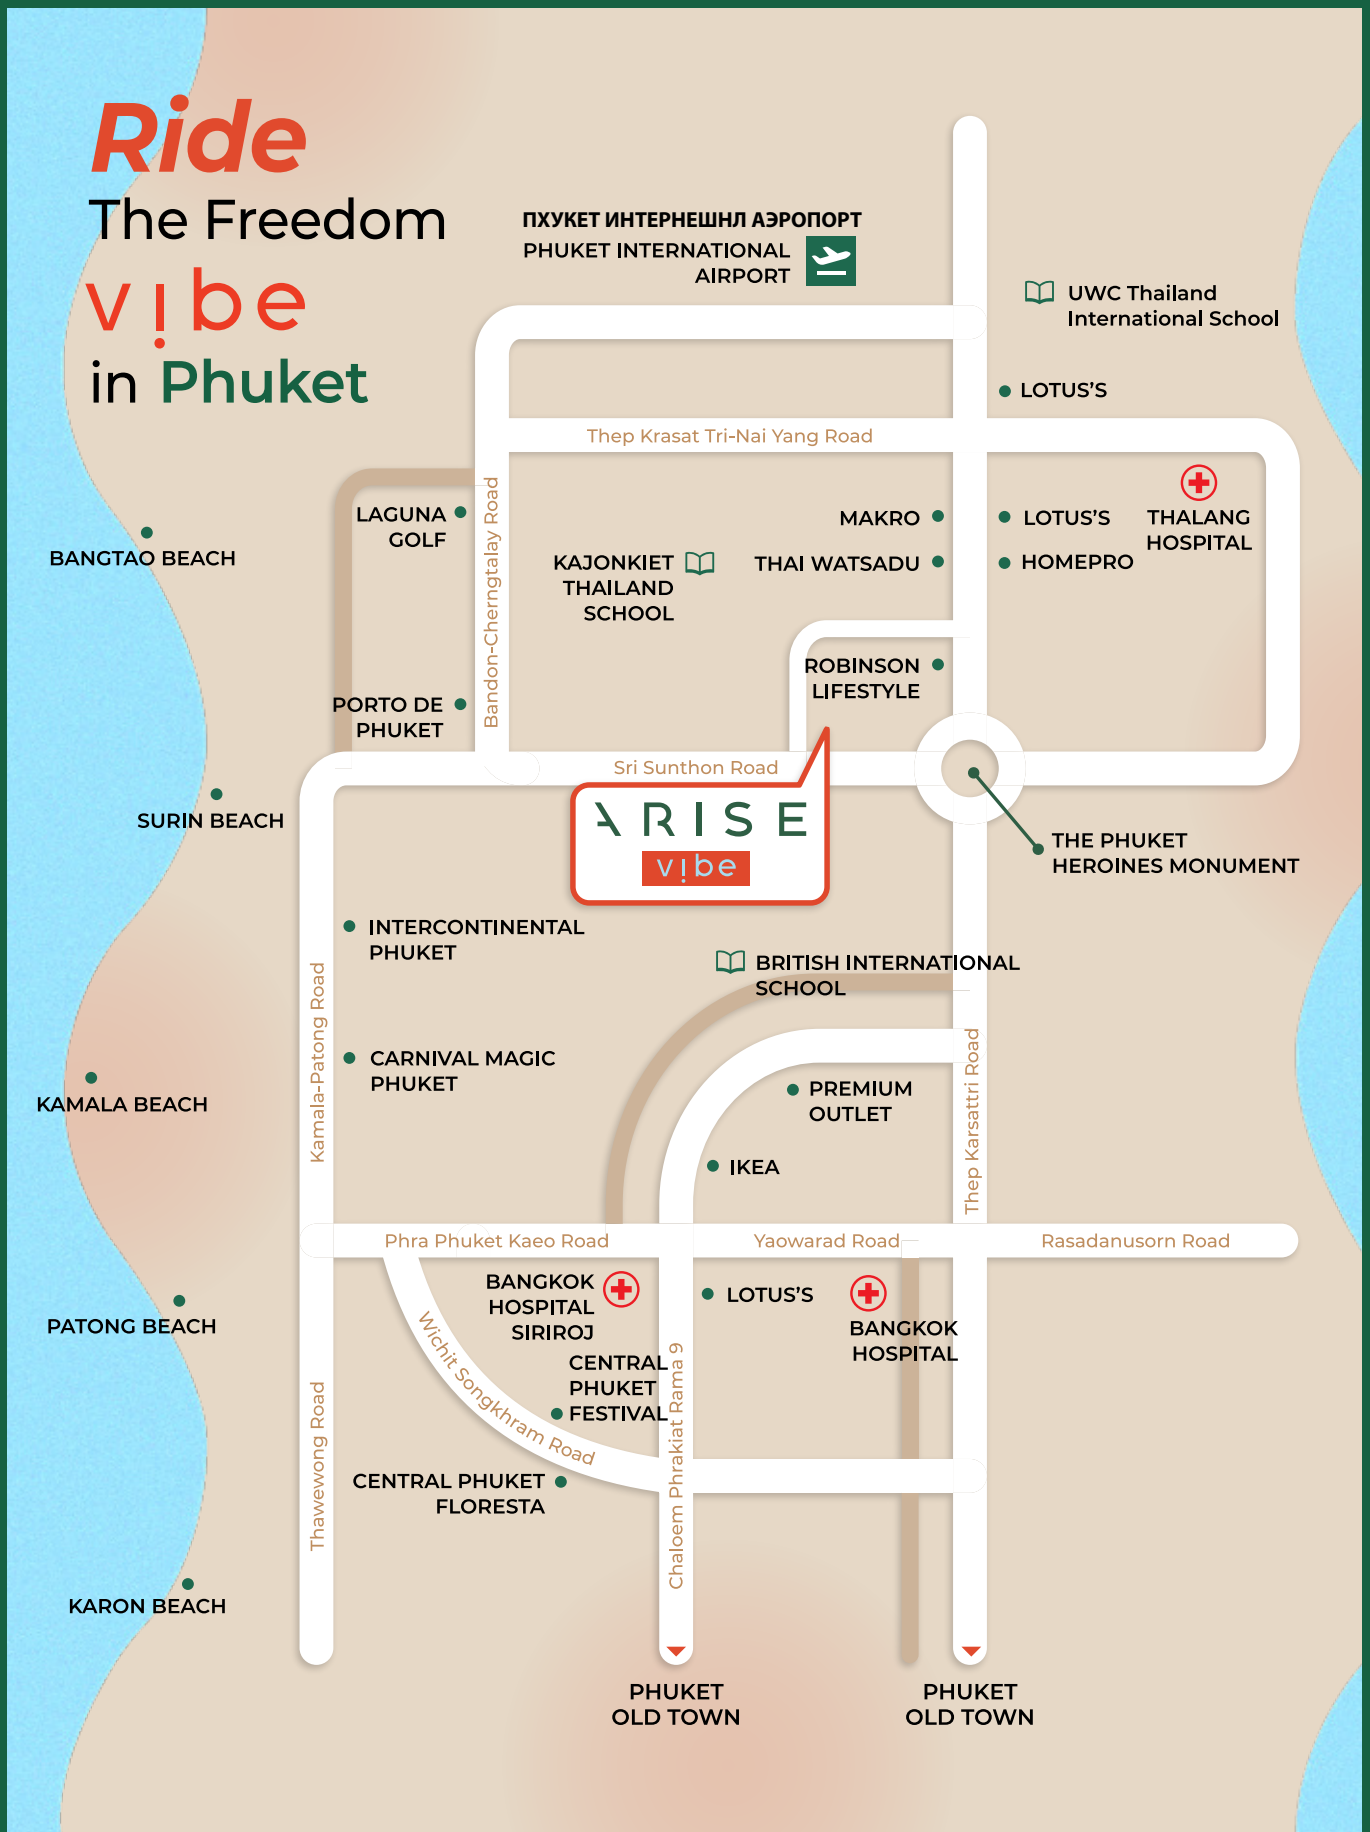 Ride
The Freedom
vibe
in Phuket
ПХУКЕТ ИНТЕРНЕШНЛ АЭРОПОРТ
PHUKET INTERNATIONAL
AIRPORT
UWC Thailand
International School
LOTUS'S
Thep Krasat Tri-Nai Yang Road
LAGUNA
GOLF
Bandon-Cherngtalay Road
MAKRO
LOTUS'S
THALANG
HOSPITAL
BANGTAO BEACH
KAJONKIET
THAILAND
SCHOOL
THAI WATSADU
HOMEPRO
ROBINSON
LIFESTYLE
PORTO DE
PHUKET
Sri Sunthon Road
SURIN BEACH
ARISE
vibe
THE PHUKET
HEROINES MONUMENT
INTERCONTINENTAL
PHUKET
BRITISH INTERNATIONAL
SCHOOL
Kamala-Patong Road
CARNIVAL MAGIC
PHUKET
Thep Karsattri Road
KAMALA BEACH
PREMIUM
OUTLET
IKEA
Phra Phuket Kaeo Road
Yaowarad Road
Rasadanusorn Road
BANGKOK
HOSPITAL
SIRIROJ
LOTUS'S
BANGKOK
HOSPITAL
PATONG BEACH
Wichit Songkhram Road
CENTRAL
PHUKET
FESTIVAL
Chaloem Phrakiat Rama 9
Thawewong Road
CENTRAL PHUKET
FLORESTA
KARON BEACH
PHUKET
OLD TOWN
PHUKET
OLD TOWN